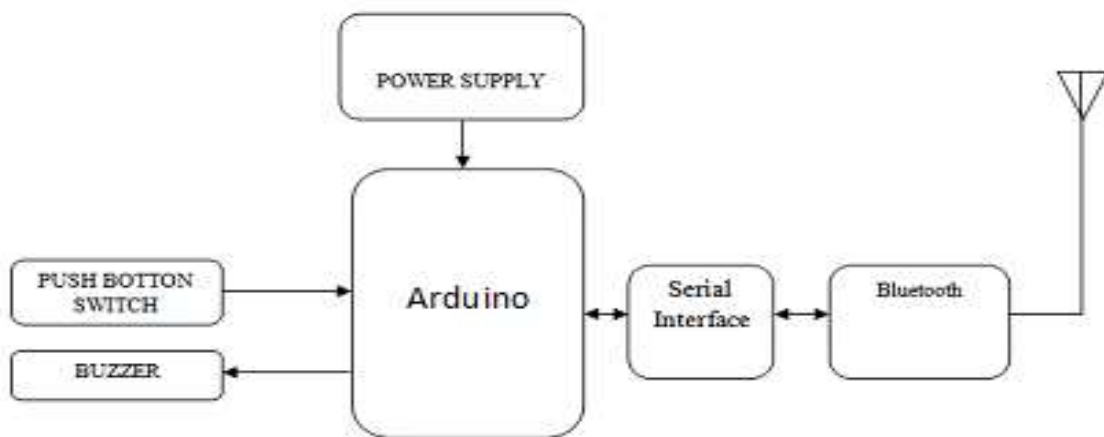 POWER SUPPLY
PUSH BOTTON
SWITCH
Arduino
Serial
Interface
Bluetooth
BUZZER